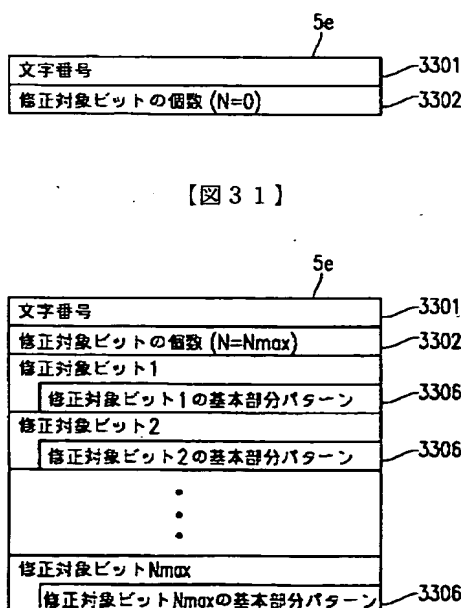 5e
文字番号 3301
修正対象ビットの個数 (N=0) 3302
【図31】
5e
文字番号 3301
修正対象ビットの個数 (N=Nmax) 3302
修正対象ビット1
修正対象ビット1の基本部分パターン 3306
修正対象ビット2
修正対象ビット2の基本部分パターン 3306
修正対象ビットNmax
修正対象ビットNmaxの基本部分パターン 3306